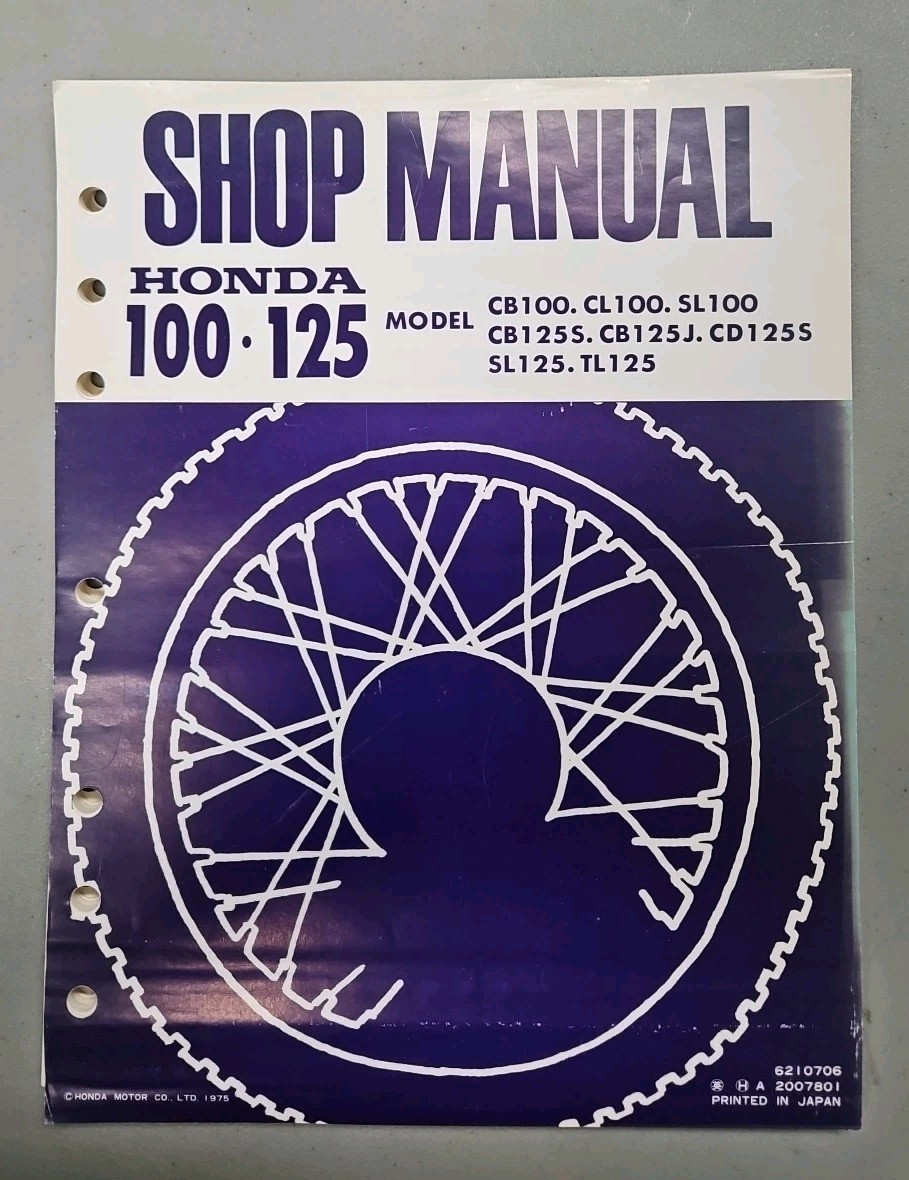 SHOP MANUAL
HONDA
100·125
MODEL
CB100. CL100. SL100
CB125S. CB125J. CD125S
SL125. TL125
©HONDA MOTOR CO., LTD. 1975
6210706
英 H A 2007801
PRINTED IN JAPAN